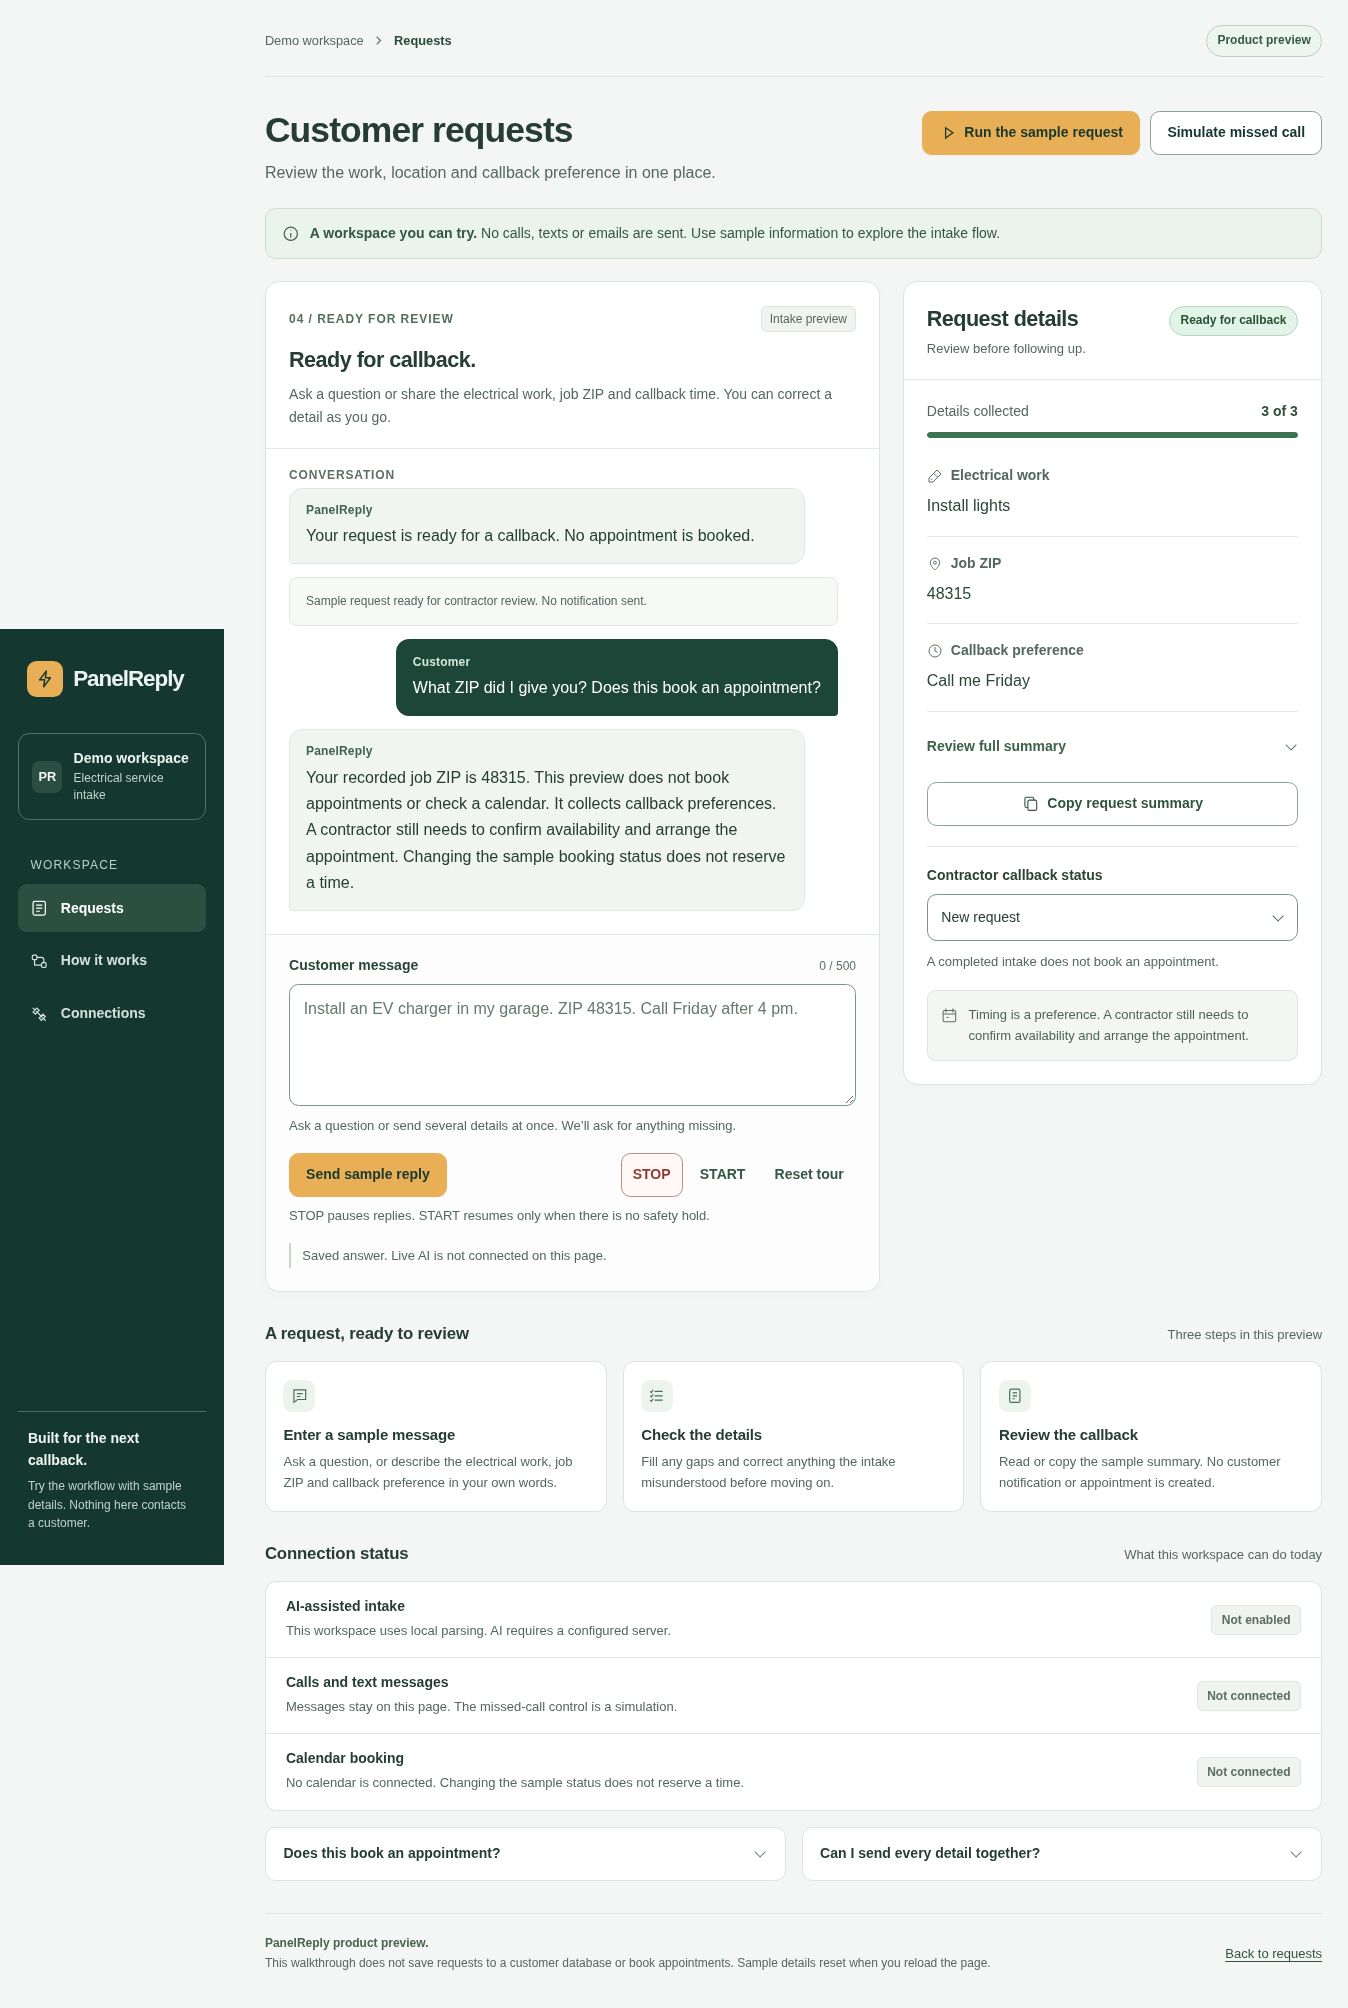 Demo workspace > Requests
Product preview
Customer requests
Run the sample request
Simulate missed call
Review the work, location and callback preference in one place.
A workspace you can try. No calls, texts or emails are sent. Use sample information to explore the intake flow.
04 / READY FOR REVIEW
Intake preview
Ready for callback.
Ask a question or share the electrical work, job ZIP and callback time. You can correct a
detail as you go.
CONVERSATION
PanelReply
Your request is ready for a callback. No appointment is booked.
Sample request ready for contractor review. No notification sent.
Customer
What ZIP did I give you? Does this book an appointment?
PanelReply
Your recorded job ZIP is 48315. This preview does not book
appointments or check a calendar. It collects callback preferences.
A contractor still needs to confirm availability and arrange the
appointment. Changing the sample booking status does not reserve
a time.
Customer message
0 / 500
Install an EV charger in my garage. ZIP 48315. Call Friday after 4 pm.
Ask a question or send several details at once. We’ll ask for anything missing.
Send sample reply
STOP
START
Reset tour
STOP pauses replies. START resumes only when there is no safety hold.
Saved answer. Live AI is not connected on this page.
Request details
Ready for callback
Review before following up.
Details collected
3 of 3
Electrical work
Install lights
Job ZIP
48315
Callback preference
Call me Friday
Review full summary
Copy request summary
Contractor callback status
New request
A completed intake does not book an appointment.
Timing is a preference. A contractor still needs to
confirm availability and arrange the appointment.
PanelReply
PR
Demo workspace
Electrical service
intake
WORKSPACE
Requests
How it works
Connections
Built for the next
callback.
Try the workflow with sample
details. Nothing here contacts
a customer.
A request, ready to review
Three steps in this preview
Enter a sample message
Ask a question, or describe the electrical work, job
ZIP and callback preference in your own words.
Check the details
Fill any gaps and correct anything the intake
misunderstood before moving on.
Review the callback
Read or copy the sample summary. No customer
notification or appointment is created.
Connection status
What this workspace can do today
AI-assisted intake
This workspace uses local parsing. AI requires a configured server.
Not enabled
Calls and text messages
Messages stay on this page. The missed-call control is a simulation.
Not connected
Calendar booking
No calendar is connected. Changing the sample status does not reserve a time.
Not connected
Does this book an appointment?
Can I send every detail together?
PanelReply product preview.
This walkthrough does not save requests to a customer database or book appointments. Sample details reset when you reload the page.
Back to requests